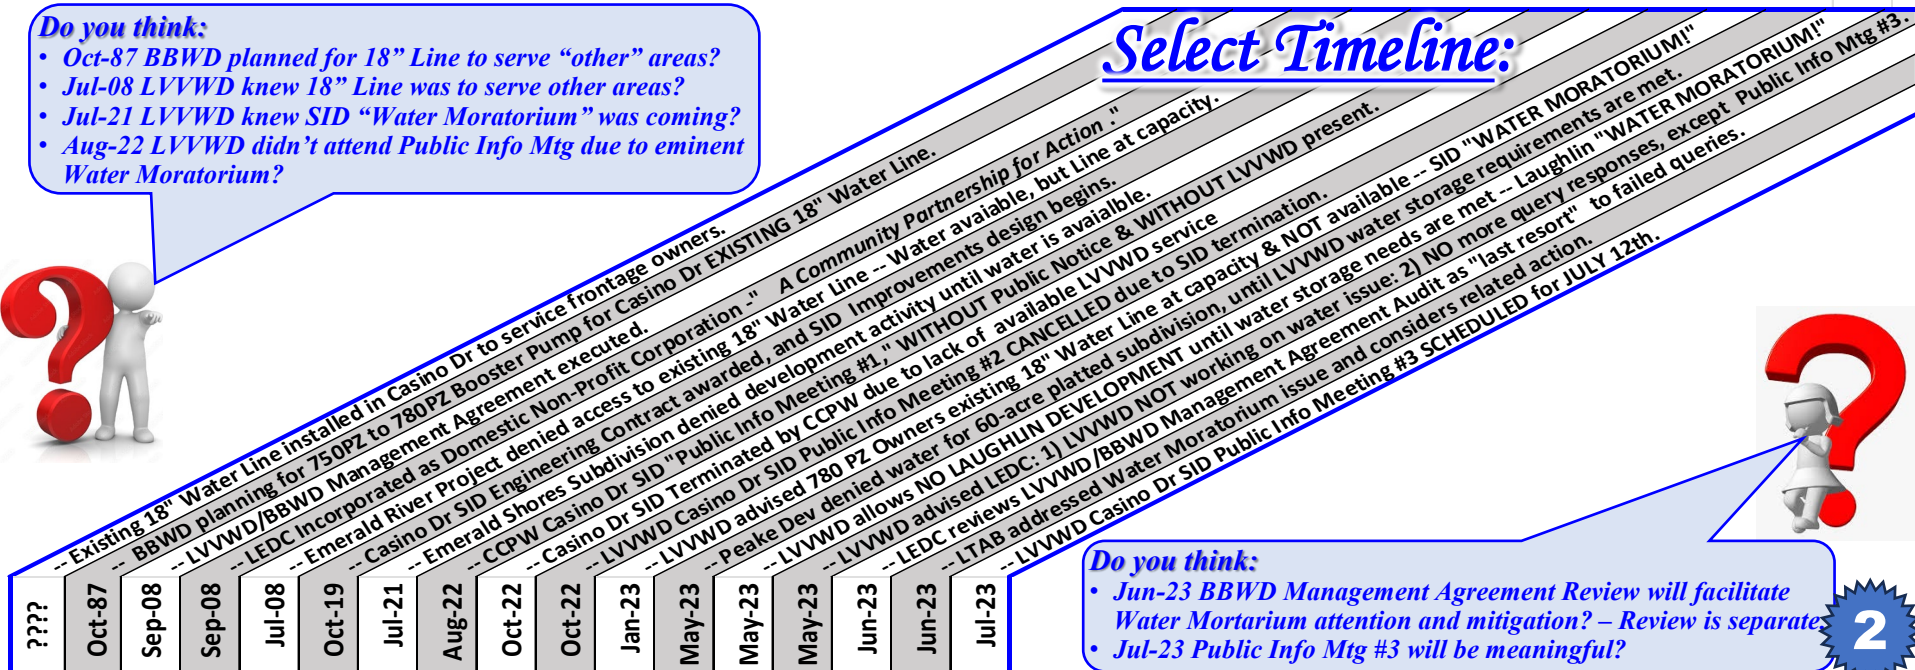 Do you think:
• Oct-87 BBWD planned for 18” Line to serve “other” areas?
• Jul-08 LVVWD knew 18” Line was to serve other areas?
• Jul-21 LVVWD knew SID “Water Moratorium” was coming?
• Aug-22 LVVWD didn’t attend Public Info Mtg due to eminent
Water Moratorium?
Select Timeline:
-- Existing 18" Water Line installed in Casino Dr to service frontage owners.
-- BBWD planning for 750PZ to 780PZ Booster Pump for Casino Dr EXISTING 18" Water Line.
-- LVVWD/BBWD Management Agreement executed.
-- LEDC Incorporated as Domestic Non-Profit Corporation -" A Community Partnership for Action ."
-- Emerald River Project denied access to existing 18" Water Line -- Water avaiable, but Line at capacity.
-- Casino Dr SID Engineering Contract awarded, and SID Improvements design begins.
-- Emerald Shores Subdivision denied development activity until water is avaialble.
-- CCPW Casino Dr SID "Public Info Meeting #1," WITHOUT Public Notice & WITHOUT LVVWD present.
-- Casino Dr SID Terminated by CCPW due to lack of available LVVWD service
-- LVVWD Casino Dr SID Public Info Meeting #2 CANCELLED due to SID termination.
-- LVVWD advised 780 PZ Owners existing 18" Water Line at capacity & NOT available -- SID "WATER MORATORIUM!"
-- Peake Dev denied water for 60-acre platted subdivision, until LVVWD water storage requirements are met.
-- LVVWD allows NO LAUGHLIN DEVELOPMENT until water storage needs are met -- Laughlin "WATER MORATORIUM!"
-- LVVWD advised LEDC: 1) LVVWD NOT working on water issue: 2) NO more query responses, except Public Info Mtg #3.
-- LEDC reviews LVVWD/BBWD Management Agreement Audit as "last resort" to failed queries.
-- LTAB addressed Water Moratorium issue and considers related action.
-- LVVWD Casino Dr SID Public Info Meeting #3 SCHEDULED for JULY 12th.
????
Oct-87
Sep-08
Sep-08
Jul-08
Oct-19
Jul-21
Aug-22
Oct-22
Oct-22
Jan-23
May-23
May-23
May-23
Jun-23
Jun-23
Jul-23
Do you think:
• Jun-23 BBWD Management Agreement Review will facilitate
Water Mortarium attention and mitigation? – Review is separate
• Jul-23 Public Info Mtg #3 will be meaningful?
2